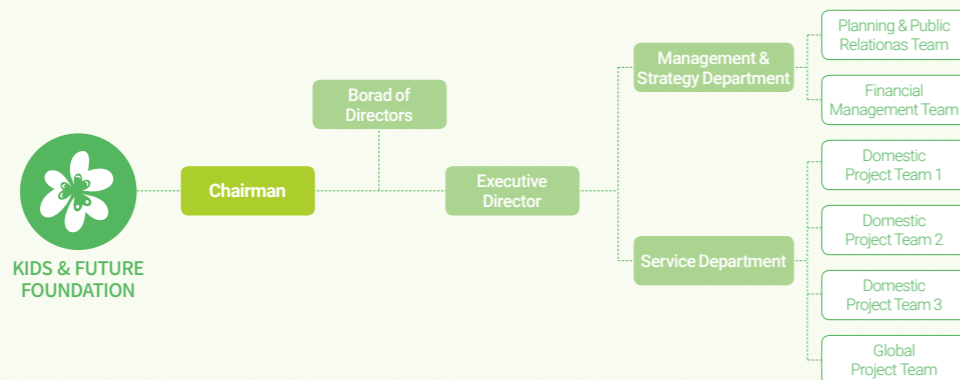 KIDS & FUTURE
FOUNDATION
Chairman
Borad of
Directors
Executive
Director
Management &
Strategy Department
Service Department
Planning & Public
Relationas Team
Financial
Management Team
Domestic
Project Team 1
Domestic
Project Team 2
Domestic
Project Team 3
Global
Project Team